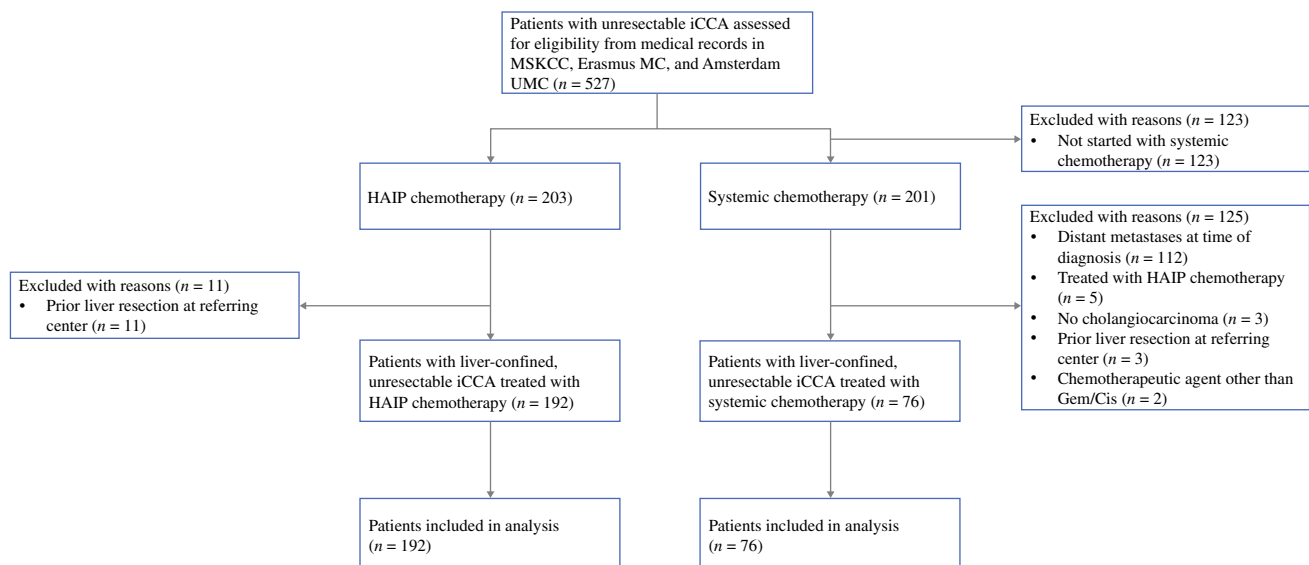 Patients with unresectable iCCA assessed
for eligibility from medical records in
MSKCC, Erasmus MC, and Amsterdam
UMC (n = 527)
Excluded with reasons (n = 123)
• Not started with systemic
chemotherapy (n = 123)
HAIP chemotherapy (n = 203)
Systemic chemotherapy (n = 201)
Excluded with reasons (n = 125)
• Distant metastases at time of
diagnosis (n = 112)
• Treated with HAIP chemotherapy
(n = 5)
• No cholangiocarcinoma (n = 3)
• Prior liver resection at referring
center (n = 3)
• Chemotherapeutic agent other than
Gem/Cis (n = 2)
Excluded with reasons (n = 11)
• Prior liver resection at referring
center (n = 11)
Patients with liver-confined,
unresectable iCCA treated with
HAIP chemotherapy (n = 192)
Patients with liver-confined,
unresectable iCCA treated with
systemic chemotherapy (n = 76)
Patients included in analysis
(n = 192)
Patients included in analysis
(n = 76)